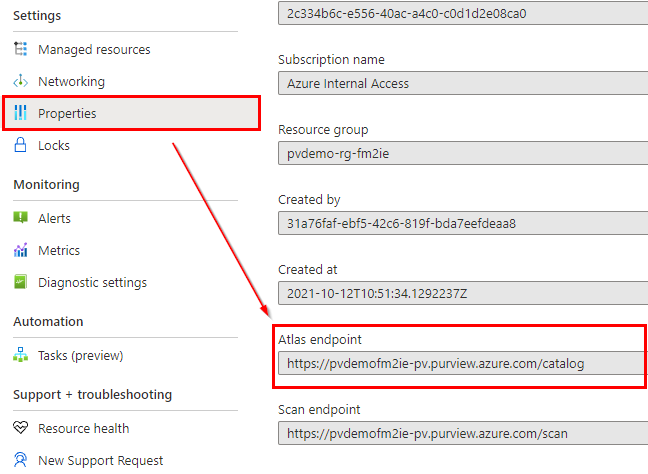 Settings
Managed resources
Networking
Properties
Locks
Monitoring
Alerts
Metrics
Diagnostic settings
Automation
Tasks (preview)
Support + troubleshooting
Resource health
New Support Request
2c334b6c-e556-40ac-a4c0-c0d1d2e08ca0
Subscription name
Azure Internal Access
Resource group
pvdemo-rg-fm2ie
Created by
31a76faf-ebf5-42c6-819f-bda7eefdeaa8
Created at
2021-10-12T10:51:34.1292237Z
Atlas endpoint
https://pvdemofm2ie-pv.purview.azure.com/catalog
Scan endpoint
https://pvdemofm2ie-pv.purview.azure.com/scan